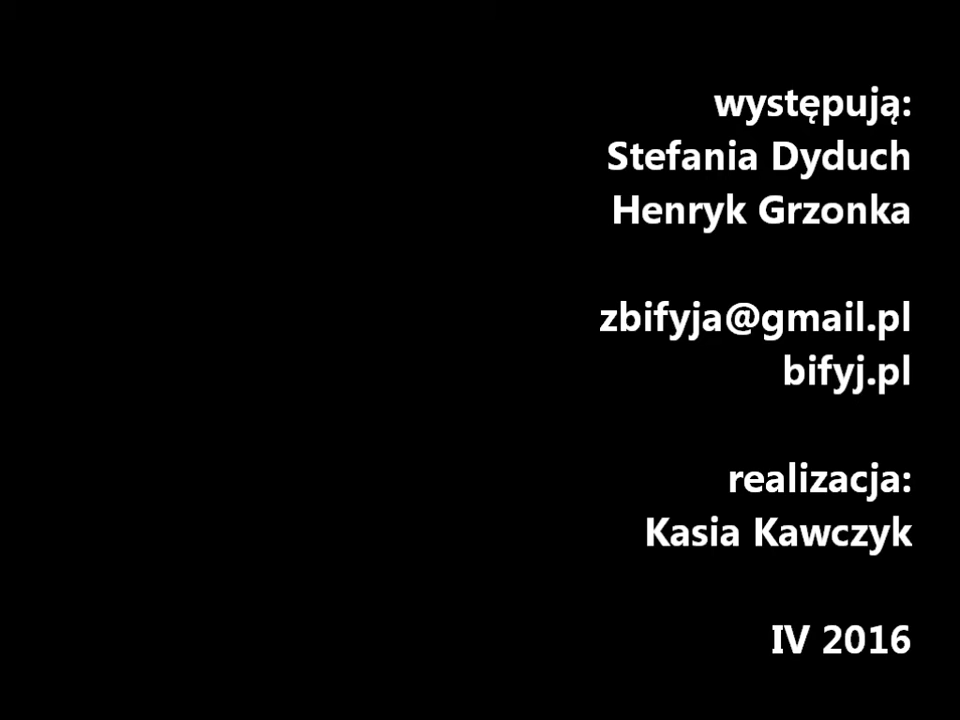 występują:
Stefania Dyduch
Henryk Grzonka
zbifyja@gmail.pl
bifyj.pl
realizacja:
Kasia Kawczyk
IV 2016